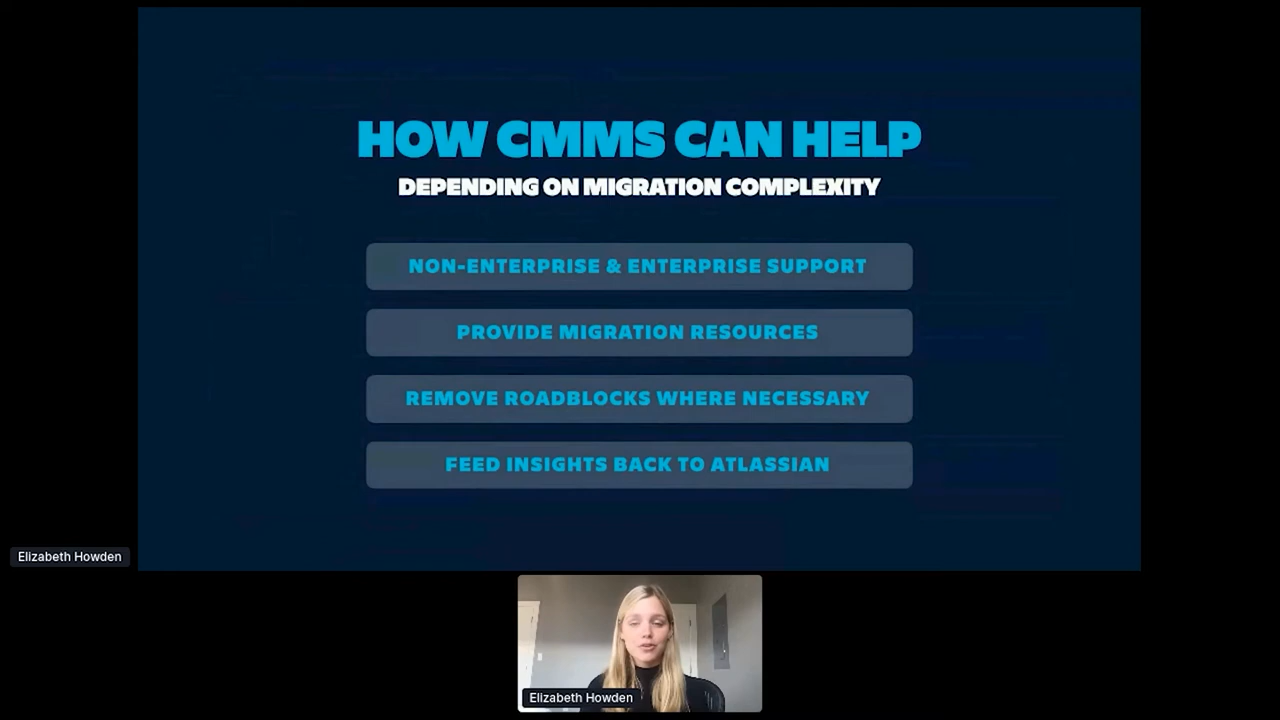 HOW CMMS CAN HELP
DEPENDING ON MIGRATION COMPLEXITY
NON-ENTERPRISE & ENTERPRISE SUPPORT
PROVIDE MIGRATION RESOURCES
REMOVE ROADBLOCKS WHERE NECESSARY
FEED INSIGHTS BACK TO ATLASSIAN
Elizabeth Howden
Elizabeth Howden